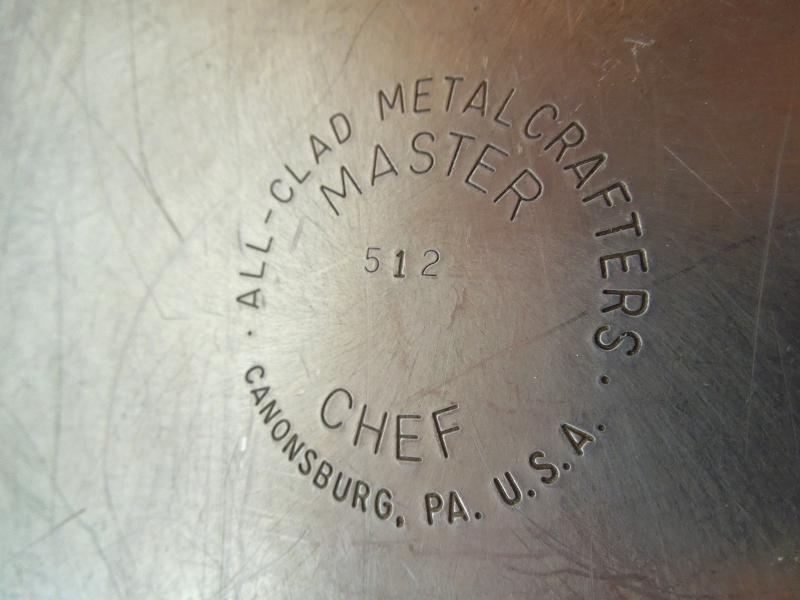 · ALL-CLAD METALCRAFTERS ·
MASTER
512
CHEF
CANONSBURG, PA. U.S.A.